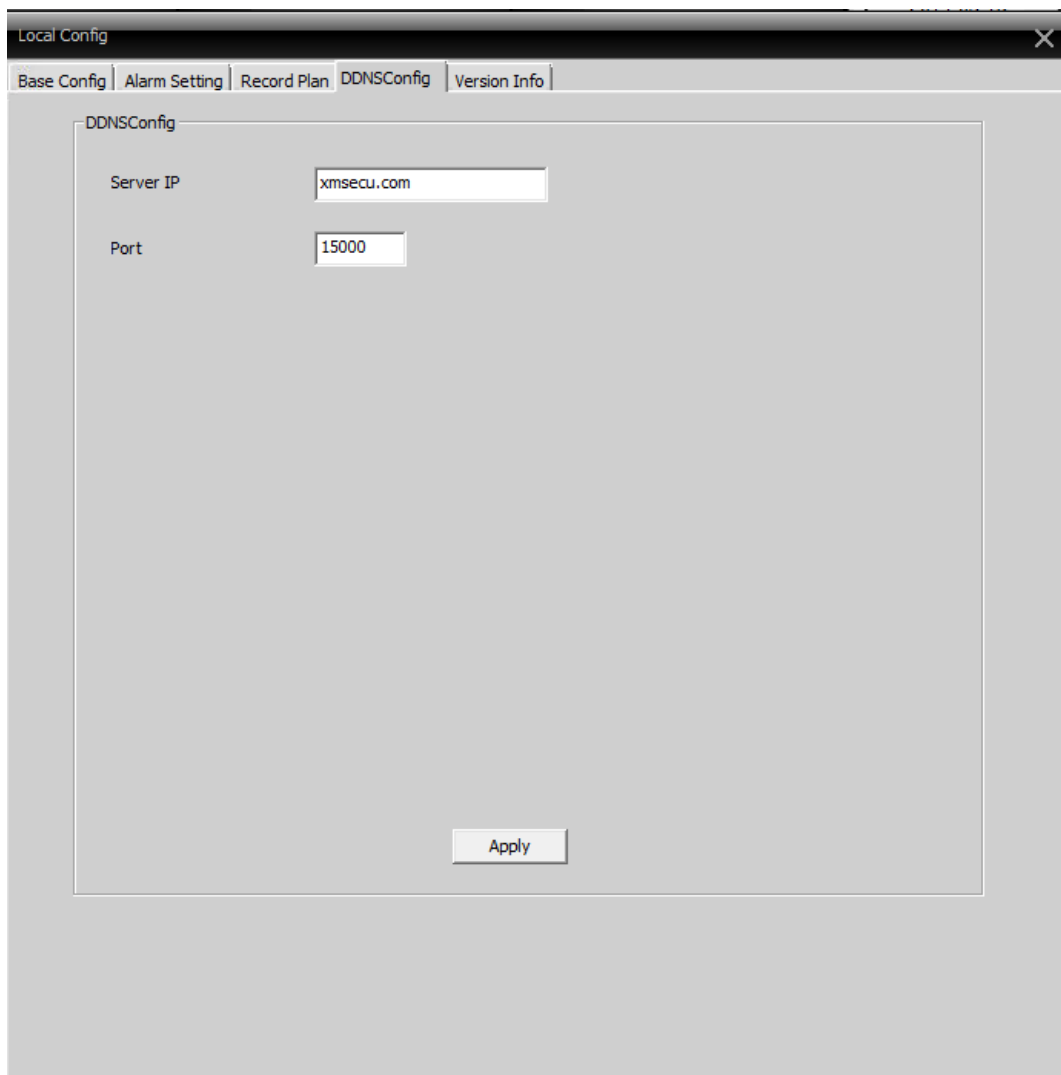 Local Config
Base Config Alarm Setting Record Plan DDNSConfig Version Info
DDNSConfig
Server IP xmsecu.com
Port 15000
Apply